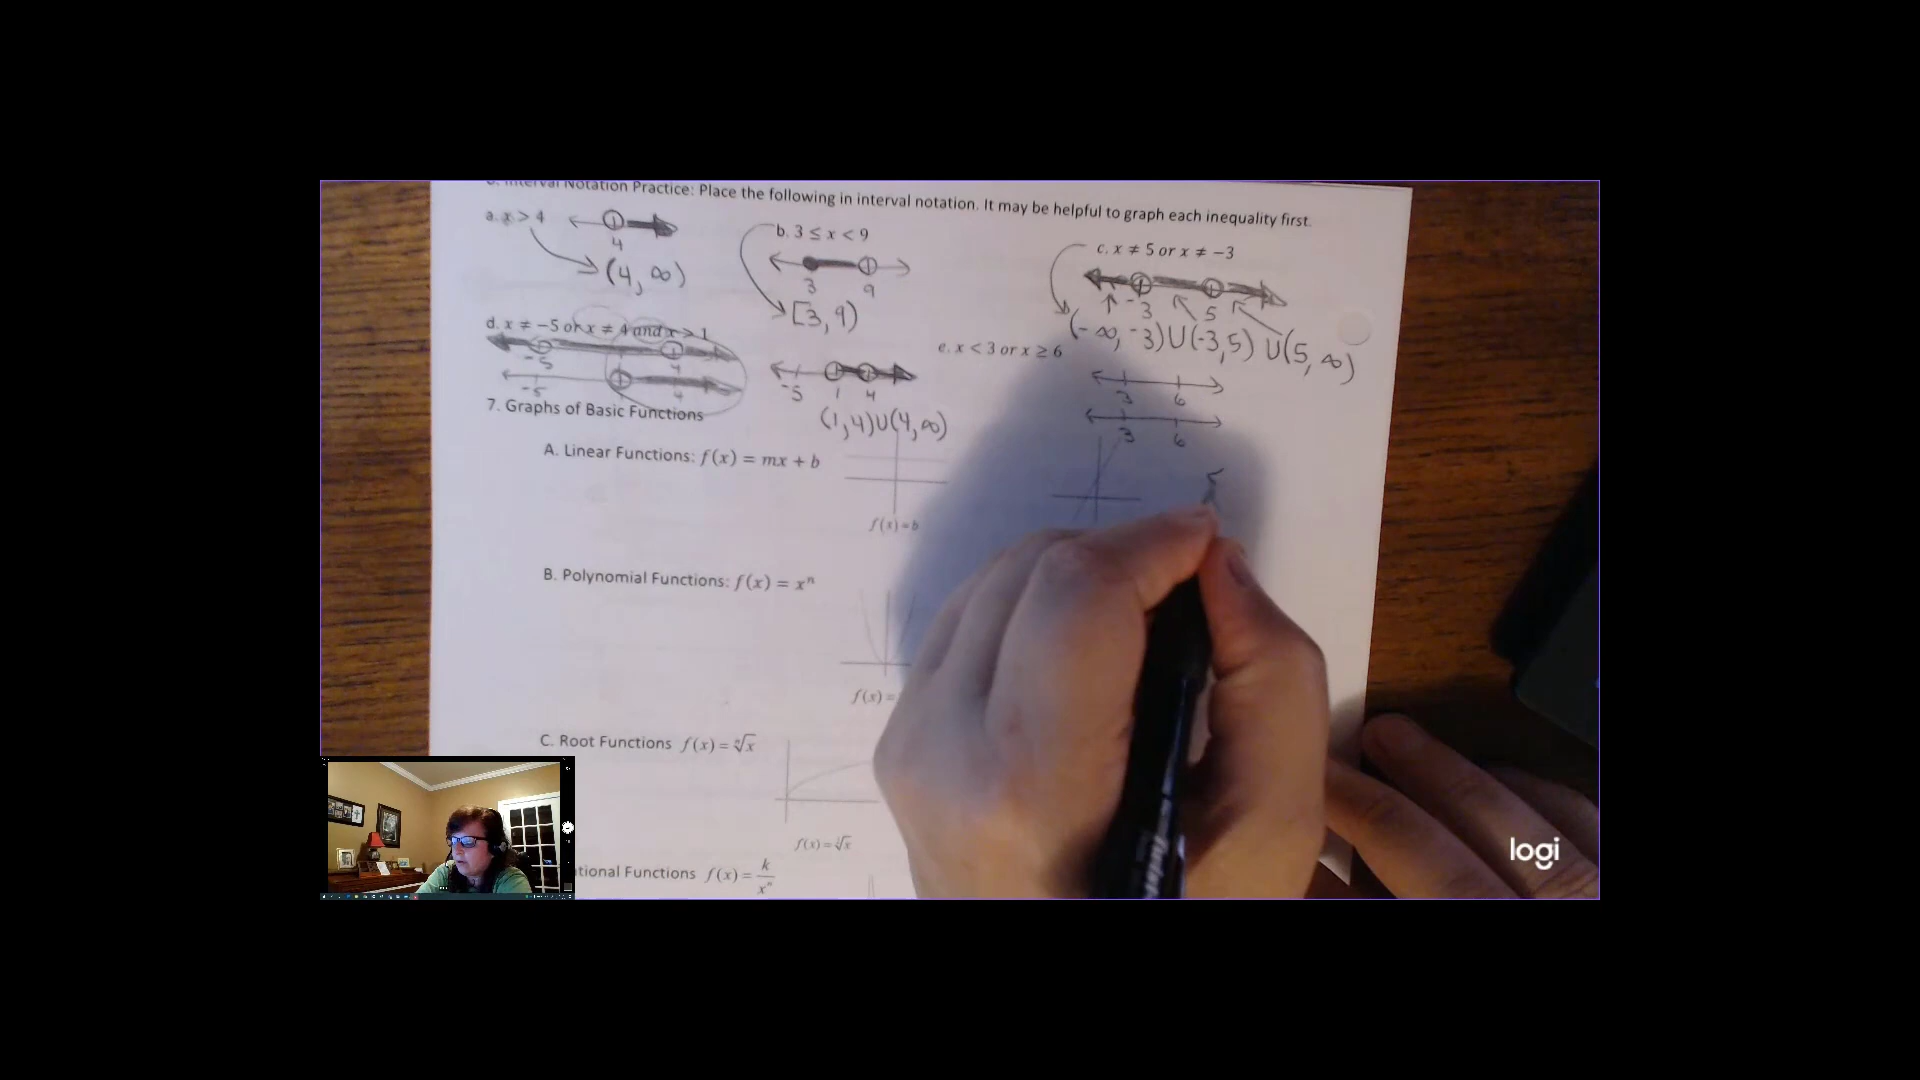 6. Interval Notation Practice: Place the following in interval notation. It may be helpful to graph each inequality first.
a. x > 4
4
(4, ∞)
b. 3 ≤ x < 9
3 9
[3, 9)
c. x ≠ 5 or x ≠ −3
-3 5
(-∞, -3)∪(-3, 5) ∪(5, ∞)
d. x ≠ −5 or x ≠ 4 and x > 1
-5 4
-5 4
-5 1 4
(1, 4)∪(4, ∞)
e. x < 3 or x ≥ 6
3 6
3 6
7. Graphs of Basic Functions
A. Linear Functions: f(x) = mx + b
f(x) = b
B. Polynomial Functions: f(x) = xⁿ
f(x) =
C. Root Functions f(x) = ⁿ√x
f(x) = √x
tional Functions f(x) = k/xⁿ
logi